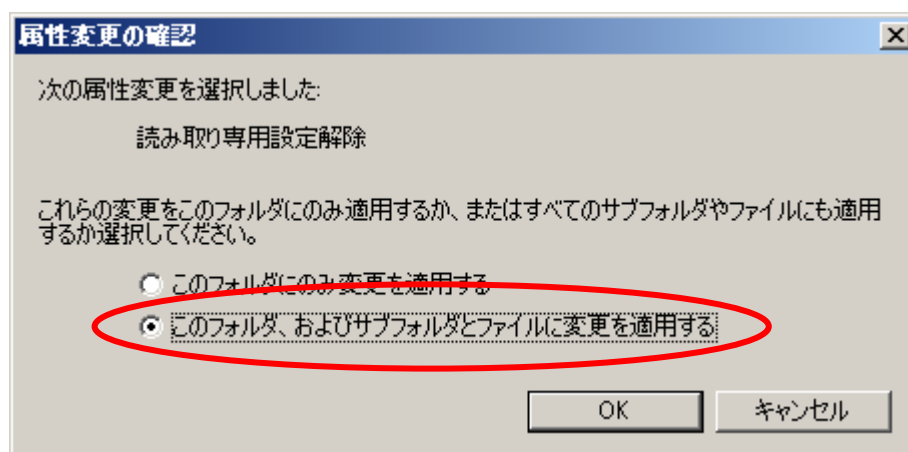 属性変更の確認
次の属性変更を選択しました:
読み取り専用設定解除
これらの変更をこのフォルダにのみ適用するか、またはすべてのサブフォルダやファイルにも適用
するか選択してください。
このフォルダにのみ変更を適用する
このフォルダ、およびサブフォルダとファイルに変更を適用する
OK キャンセル